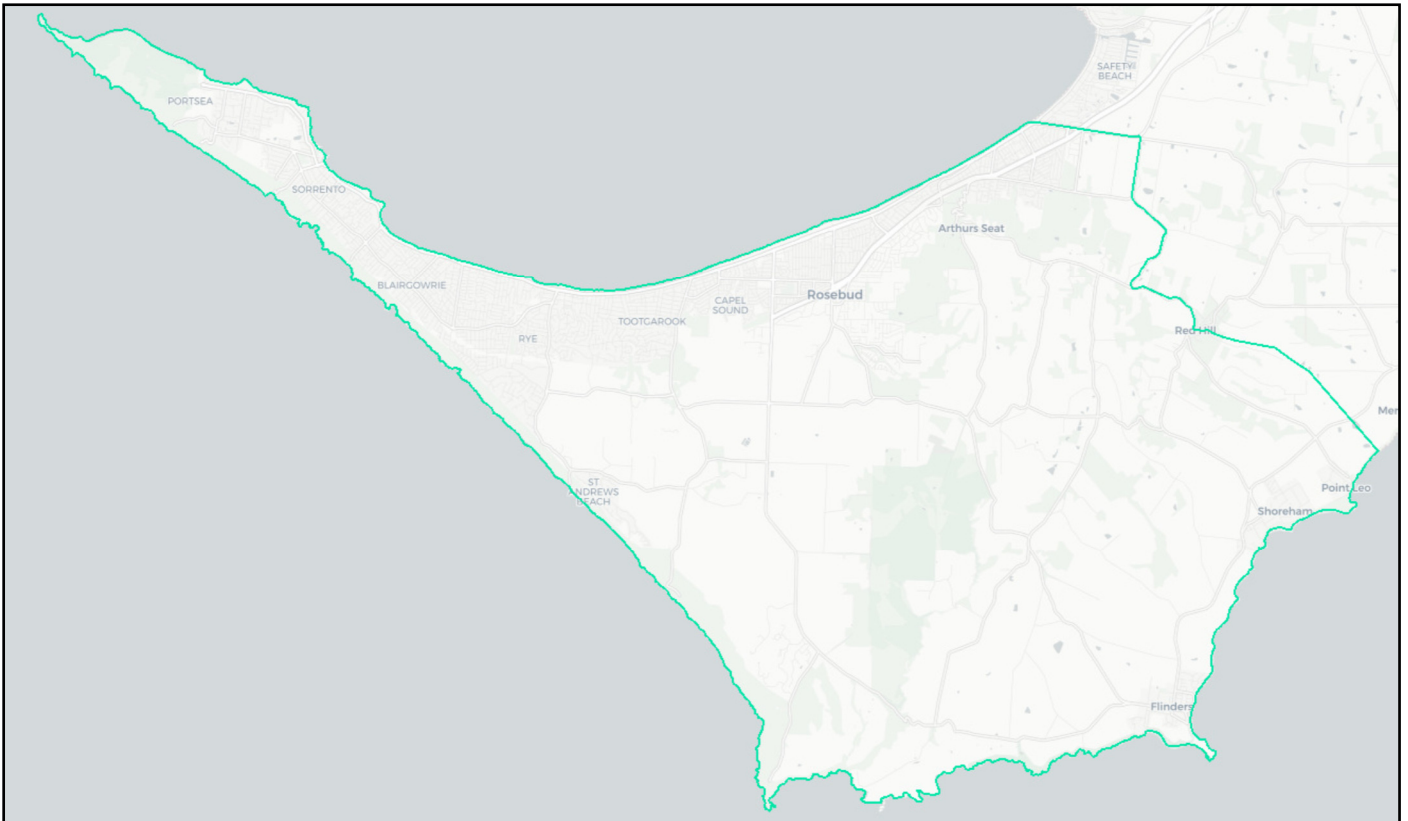 SAFETY
BEACH
PORTSEA
SORRENTO
Arthurs Seat
BLAIRGOWRIE
Rosebud
CAPEL
SOUND
TOOTGAROOK
RYE
Red Hill
Mer
ST
ANDREWS
BEACH
Point Leo
Shoreham
Flinders